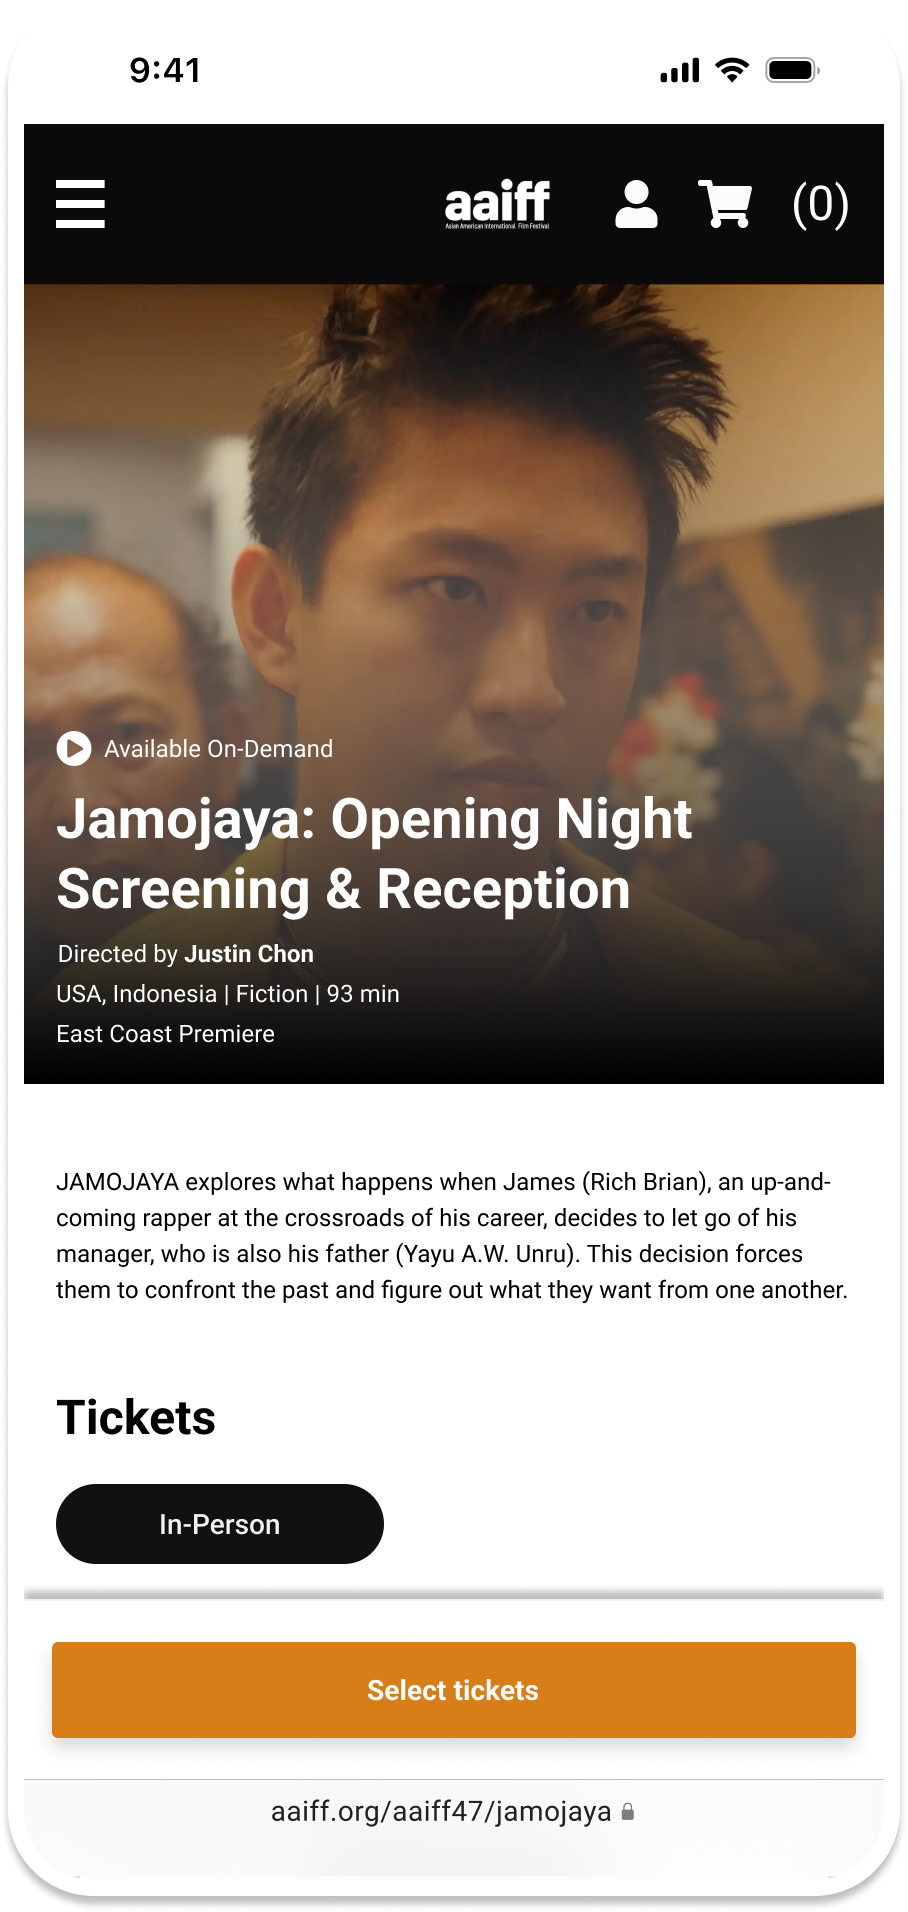 9:41
aaiff
Asian American International Film Festival
(0)
Available On-Demand
Jamojaya: Opening Night
Screening & Reception
Directed by Justin Chon
USA, Indonesia | Fiction | 93 min
East Coast Premiere
JAMOJAYA explores what happens when James (Rich Brian), an up-and-
coming rapper at the crossroads of his career, decides to let go of his
manager, who is also his father (Yayu A.W. Unru). This decision forces
them to confront the past and figure out what they want from one another.
Tickets
In-Person
Select tickets
aaiff.org/aaiff47/jamojaya